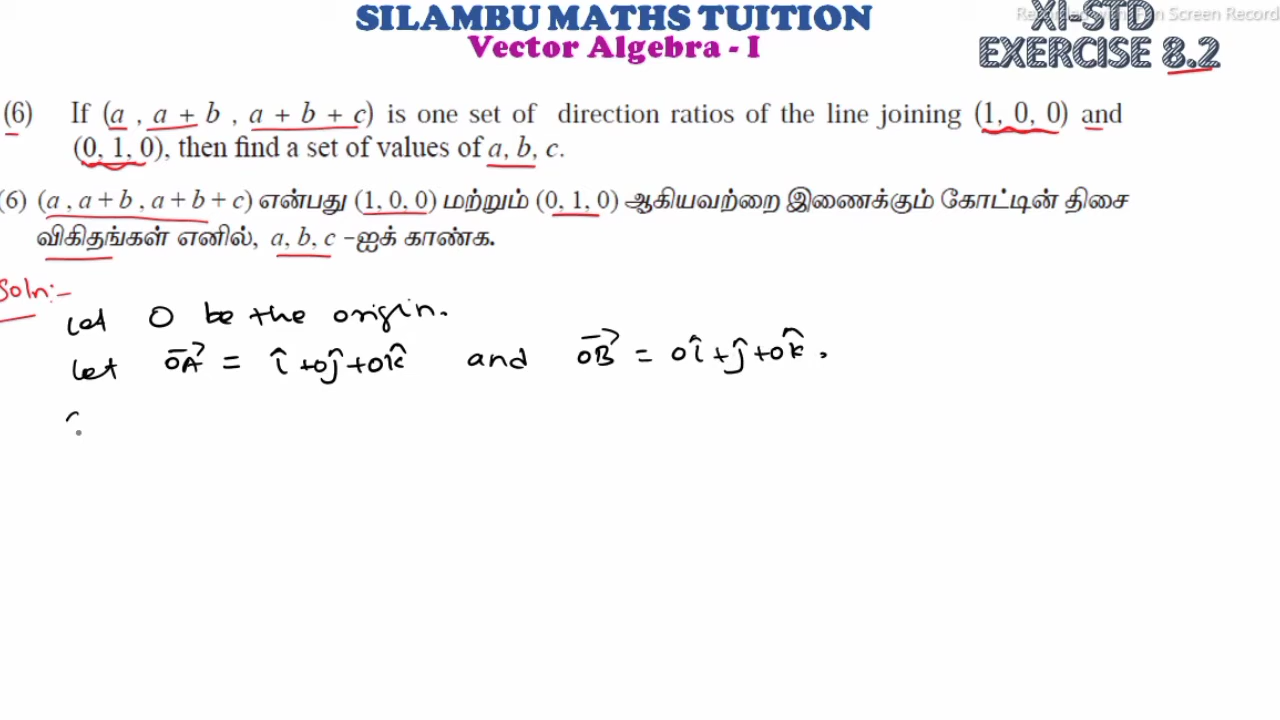 SILAMBU MATHS TUITION
Vector Algebra - I
XI-STD
EXERCISE 8.2
(6) If (a , a + b , a + b + c) is one set of direction ratios of the line joining (1, 0, 0) and
(0, 1, 0), then find a set of values of a, b, c.
(6) (a , a + b , a + b + c) என்பது (1, 0, 0) மற்றும் (0, 1, 0) ஆகியவற்றை இணைக்கும் கோட்டின் திசை
விகிதங்கள் எனில், a, b, c -ஐக் காண்க.
Soln:-
Let O be the origin.
Let \vec{OA} = î + 0ĵ + 0k̂ and \vec{OB} = 0î + ĵ + 0k̂.